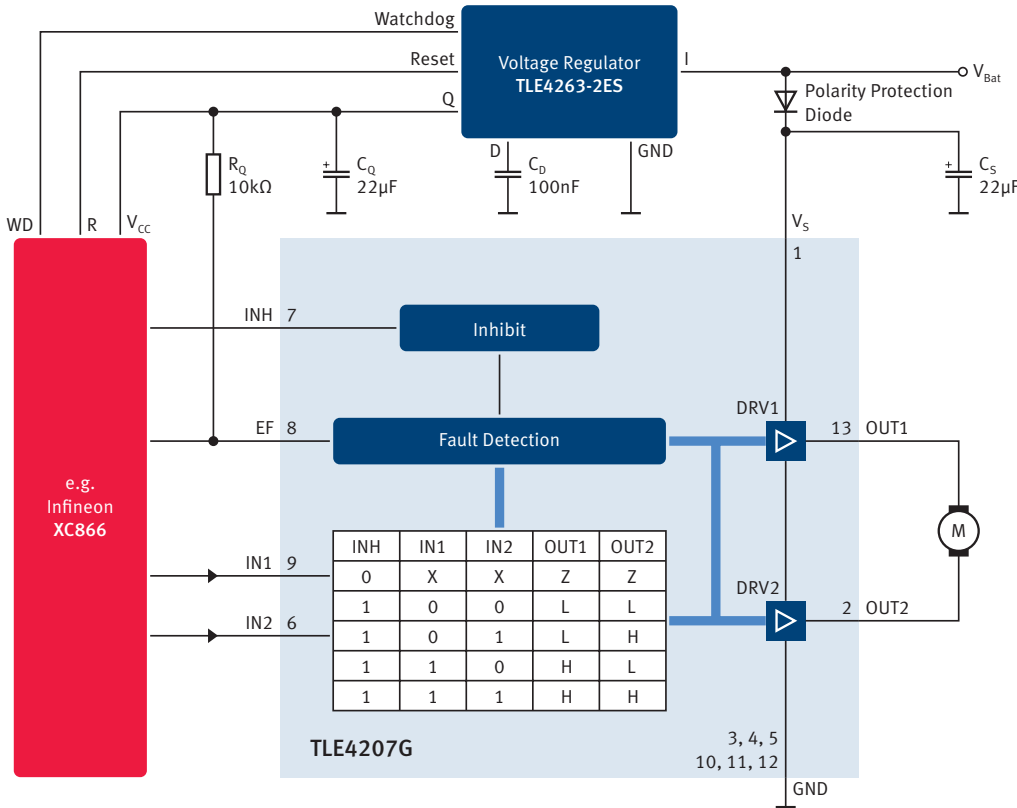 Watchdog
Reset
Q
Voltage Regulator
TLE4263-2ES
I
V_Bat
Polarity Protection
Diode
D
GND
R_Q
10kΩ
+
C_Q
22µF
C_D
100nF
+
C_S
22µF
WD
R
V_CC
V_S
1
e.g.
Infineon
XC866
INH 7
Inhibit
EF 8
Fault Detection
DRV1
13 OUT1
M
IN1 9
IN2 6
INH IN1 IN2 OUT1 OUT2
0 X X Z Z
1 0 0 L L
1 0 1 L H
1 1 0 H L
1 1 1 H H
DRV2
2 OUT2
TLE4207G
3, 4, 5
10, 11, 12
GND